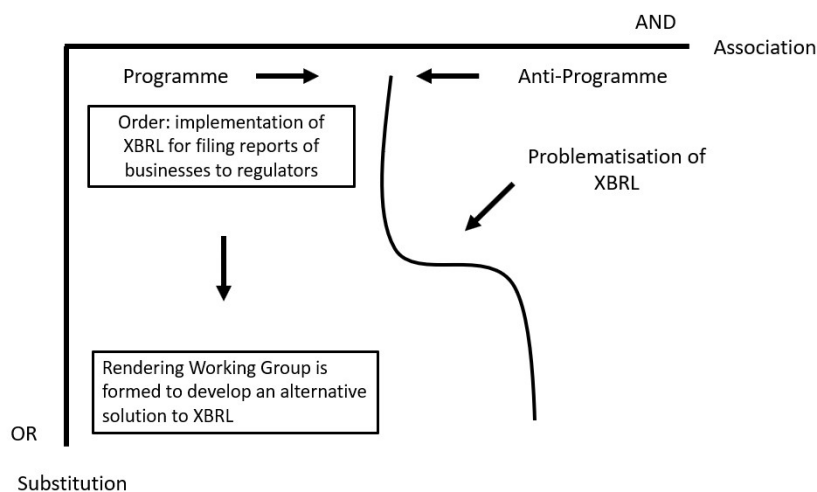 AND
Association
Programme
Anti-Programme
Order: implementation of
XBRL for filing reports of
businesses to regulators
Problematisation of
XBRL
Rendering Working Group is
formed to develop an alternative
solution to XBRL
OR
Substitution